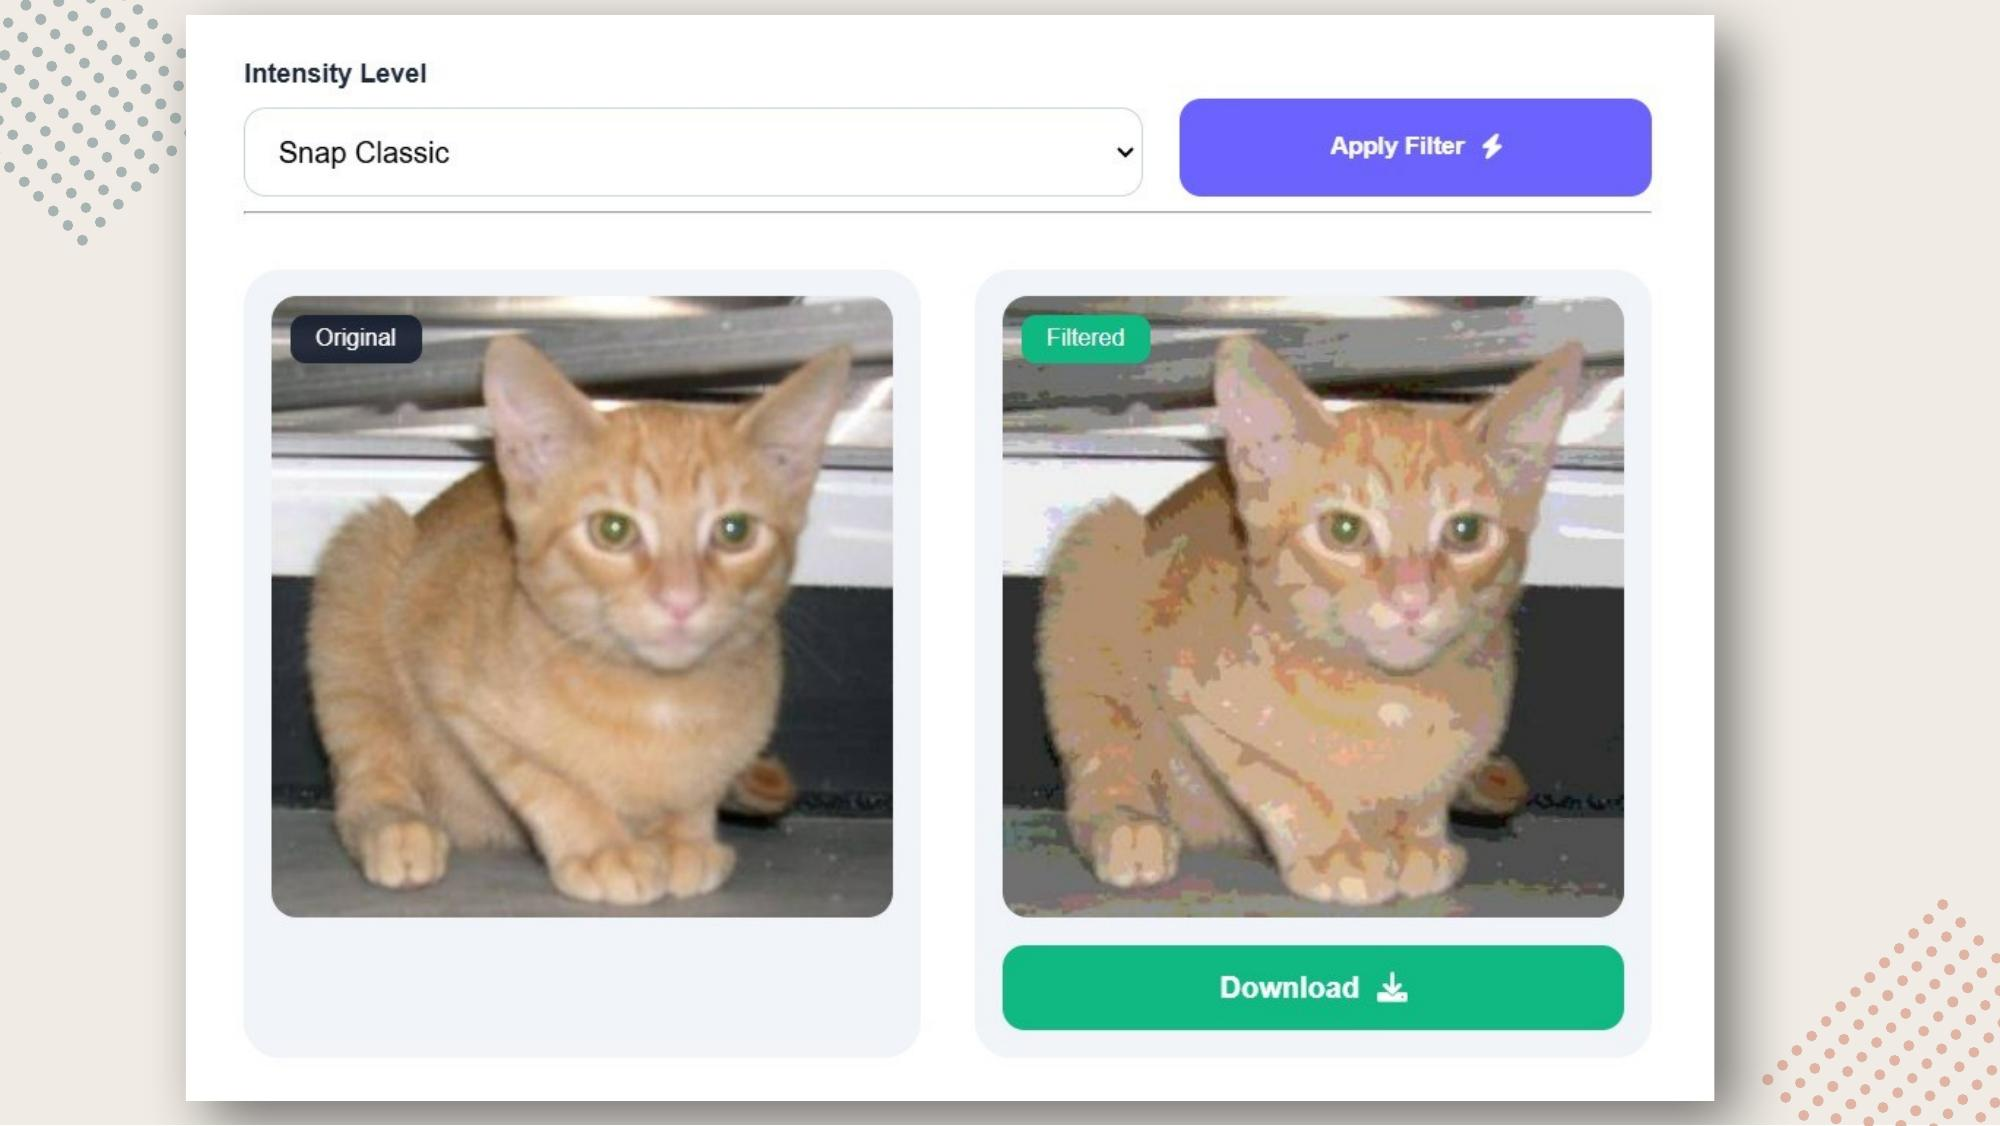 Intensity Level
Snap Classic
Apply Filter
Original
Filtered
Download